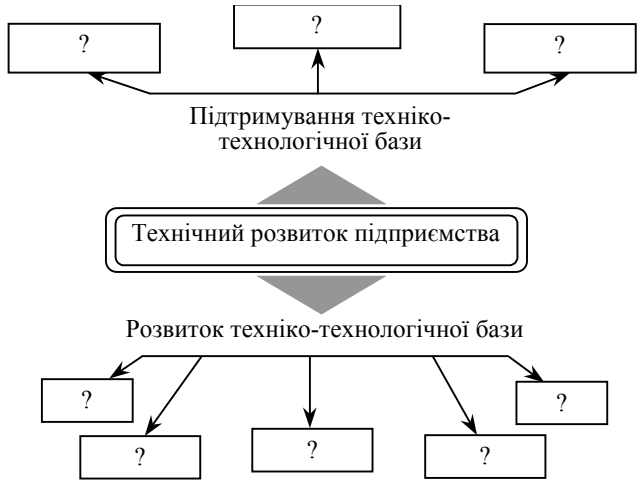 ?
?
?
Підтримування техніко-
технологічної бази
Технічний розвиток підприємства
Розвиток техніко-технологічної бази
?
?
?
?
?